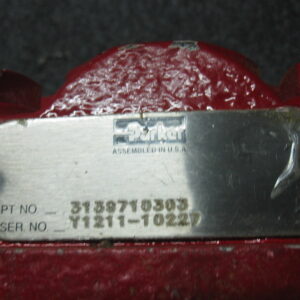 Parker
ASSEMBLED IN U.S.A
PT NO 3139710303
SER NO Y1211-10227